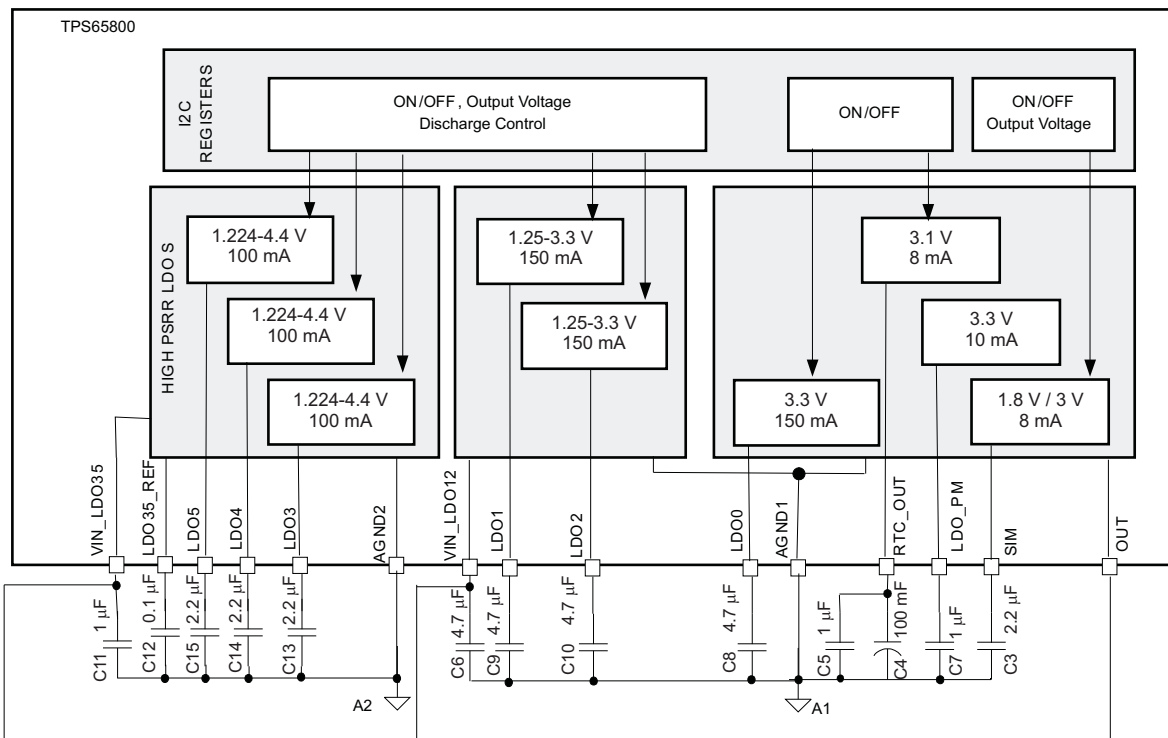 TPS65800
I2C
REGISTERS
ON/OFF , Output Voltage
Discharge Control
ON/OFF
ON/OFF
Output Voltage
HIGH PSRR LDO S
1.224-4.4 V
100 mA
1.224-4.4 V
100 mA
1.224-4.4 V
100 mA
1.25-3.3 V
150 mA
1.25-3.3 V
150 mA
3.1 V
8 mA
3.3 V
10 mA
3.3 V
150 mA
1.8 V / 3 V
8 mA
VIN_LDO35
LDO35_REF
LDO5
LDO4
LDO3
AGND2
VIN_LDO12
LDO1
LDO2
LDO0
AGND1
RTC_OUT
LDO_PM
SIM
OUT
C11 1 μF
C12 0.1 μF
C15 2.2 μF
C14 2.2 μF
C13 2.2 μF
C6 4.7 μF
C9 4.7 μF
C10 4.7 μF
C8 4.7 μF
C5 1 μF
C4 100 mF
C7 1 μF
C3 2.2 μF
A2
A1